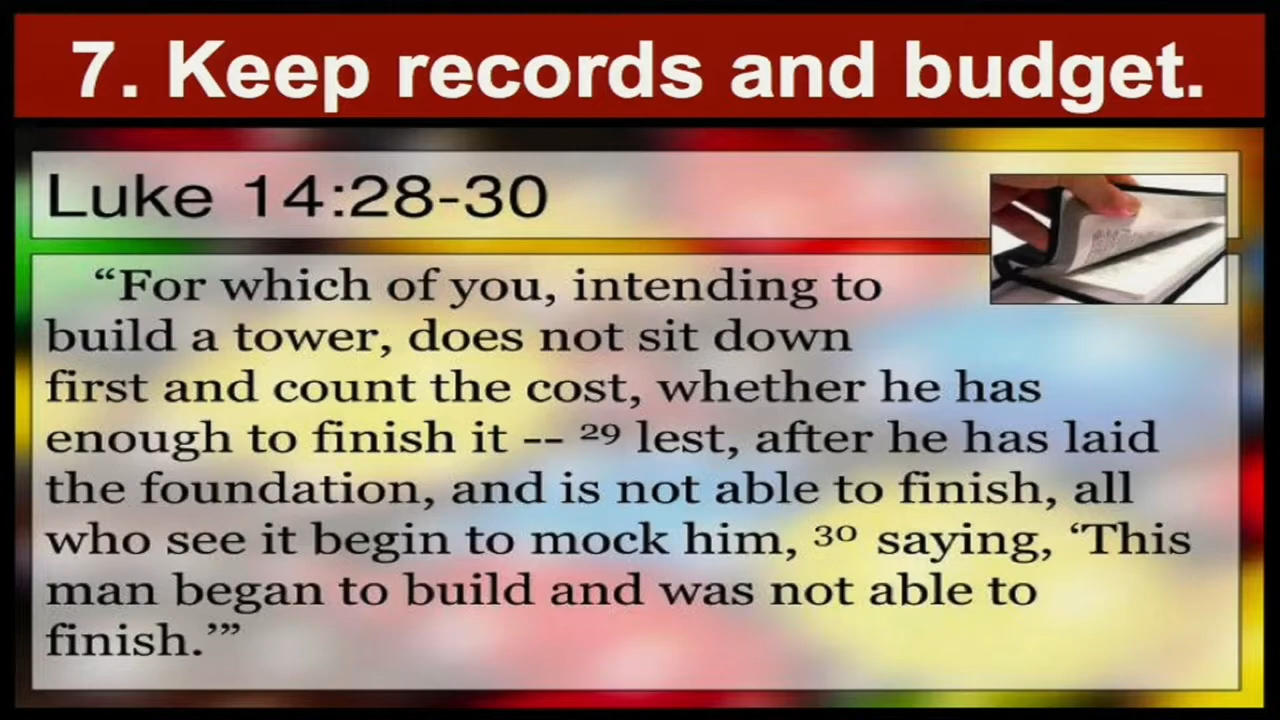 7. Keep records and budget.
Luke 14:28-30
“For which of you, intending to
build a tower, does not sit down
first and count the cost, whether he has
enough to finish it -- 29 lest, after he has laid
the foundation, and is not able to finish, all
who see it begin to mock him, 30 saying, ‘This
man began to build and was not able to
finish.’”